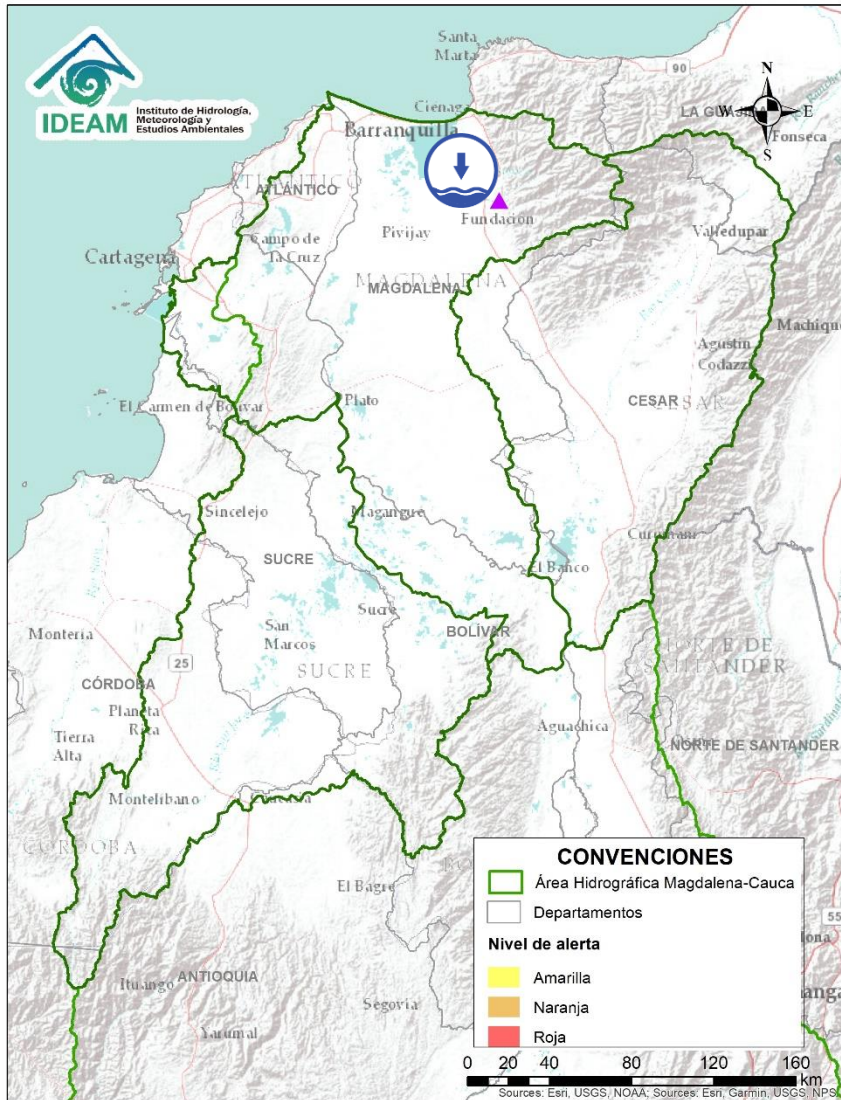 IDEAM
Instituto de Hidrología,
Meteorología y
Estudios Ambientales
Santa
Marta
90
N
W
E
S
LA GUAJIRA
Fonseca
Ciénaga
Barranquilla
ATLÁNTICO
ATLÁNTICO
Fundación
Valledupar
Pivijay
Campo de
la Cruz
Cartagena
MAGDALENA
MAGDALENA
Machique
Agustín
Codazzi
CESAR
CESAR
Plato
El Carmen de Bolívar
Sincelejo
Magangué
Curumaní
SUCRE
El Banco
Sucre
BOLÍVAR
San
Marcos
SUCRE
Montería
25
NORTE DE
SANTANDER
CÓRDOBA
Planeta
Rica
Tierra
Alta
Aguachica
NORTE DE SANTANDER
Montelíbano
CÓRDOBA
El Bagre
Ituango
ANTIOQUIA
Segovia
Yarumal
CONVENCIONES
Área Hidrográfica Magdalena-Cauca
Departamentos
Nivel de alerta
Amarilla
Naranja
Roja
55
0 20 40 80 120 160
km
Sources: Esri, USGS, NOAA; Sources: Esri, Garmin, USGS, NPS